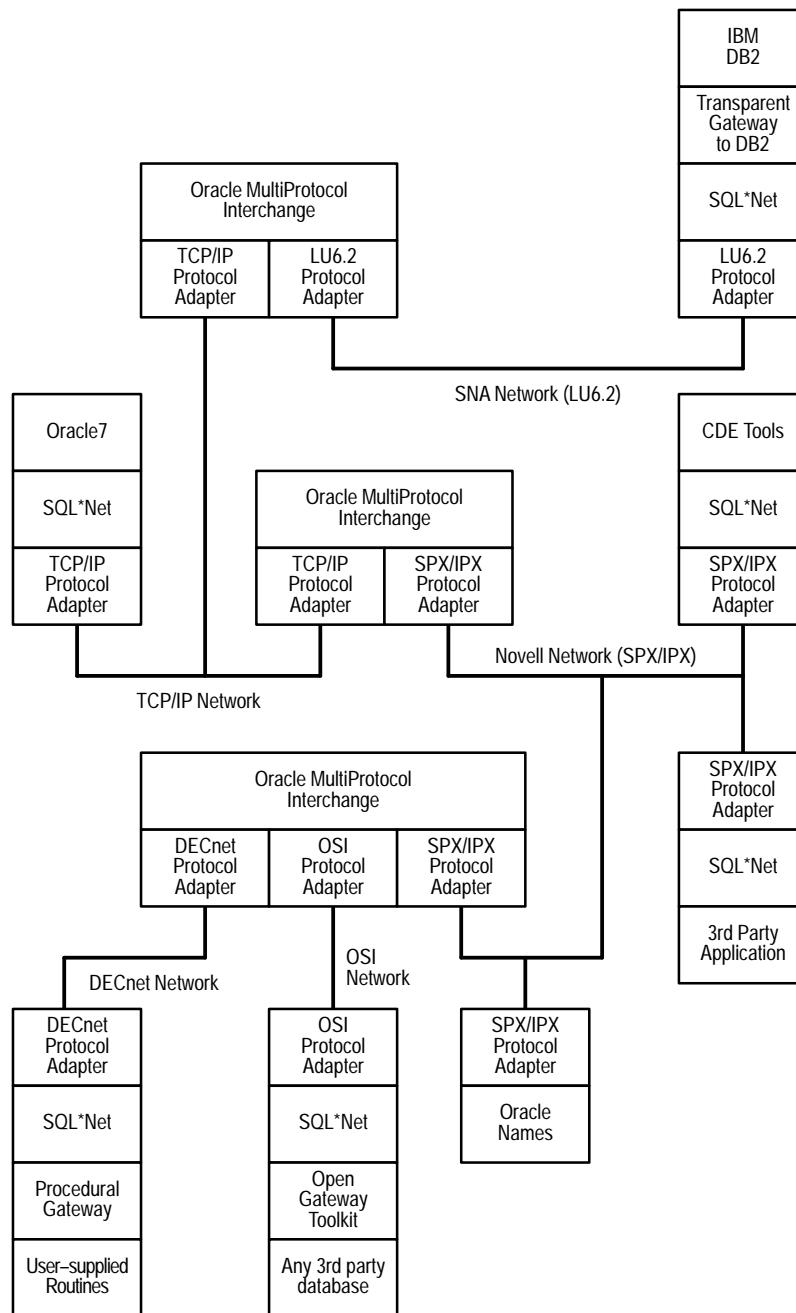 IBM
DB2
Transparent
Gateway
to DB2
SQL*Net
LU6.2
Protocol
Adapter
Oracle MultiProtocol
Interchange
TCP/IP
Protocol
Adapter
LU6.2
Protocol
Adapter
SNA Network (LU6.2)
Oracle7
SQL*Net
TCP/IP
Protocol
Adapter
Oracle MultiProtocol
Interchange
TCP/IP
Protocol
Adapter
SPX/IPX
Protocol
Adapter
CDE Tools
SQL*Net
SPX/IPX
Protocol
Adapter
Novell Network (SPX/IPX)
TCP/IP Network
Oracle MultiProtocol
Interchange
DECnet
Protocol
Adapter
OSI
Protocol
Adapter
SPX/IPX
Protocol
Adapter
SPX/IPX
Protocol
Adapter
SQL*Net
3rd Party
Application
DECnet Network
OSI
Network
DECnet
Protocol
Adapter
SQL*Net
Procedural
Gateway
User–supplied
Routines
OSI
Protocol
Adapter
SQL*Net
Open
Gateway
Toolkit
Any 3rd party
database
SPX/IPX
Protocol
Adapter
Oracle
Names